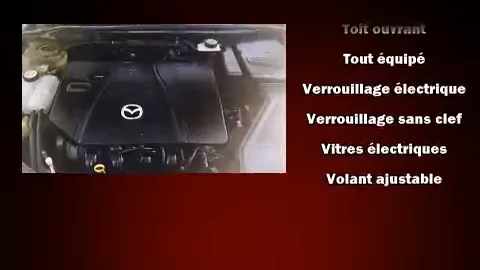 Toit ouvrant
Tout équipé
Verrouillage électrique
Verrouillage sans clef
Vitres électriques
Volant ajustable